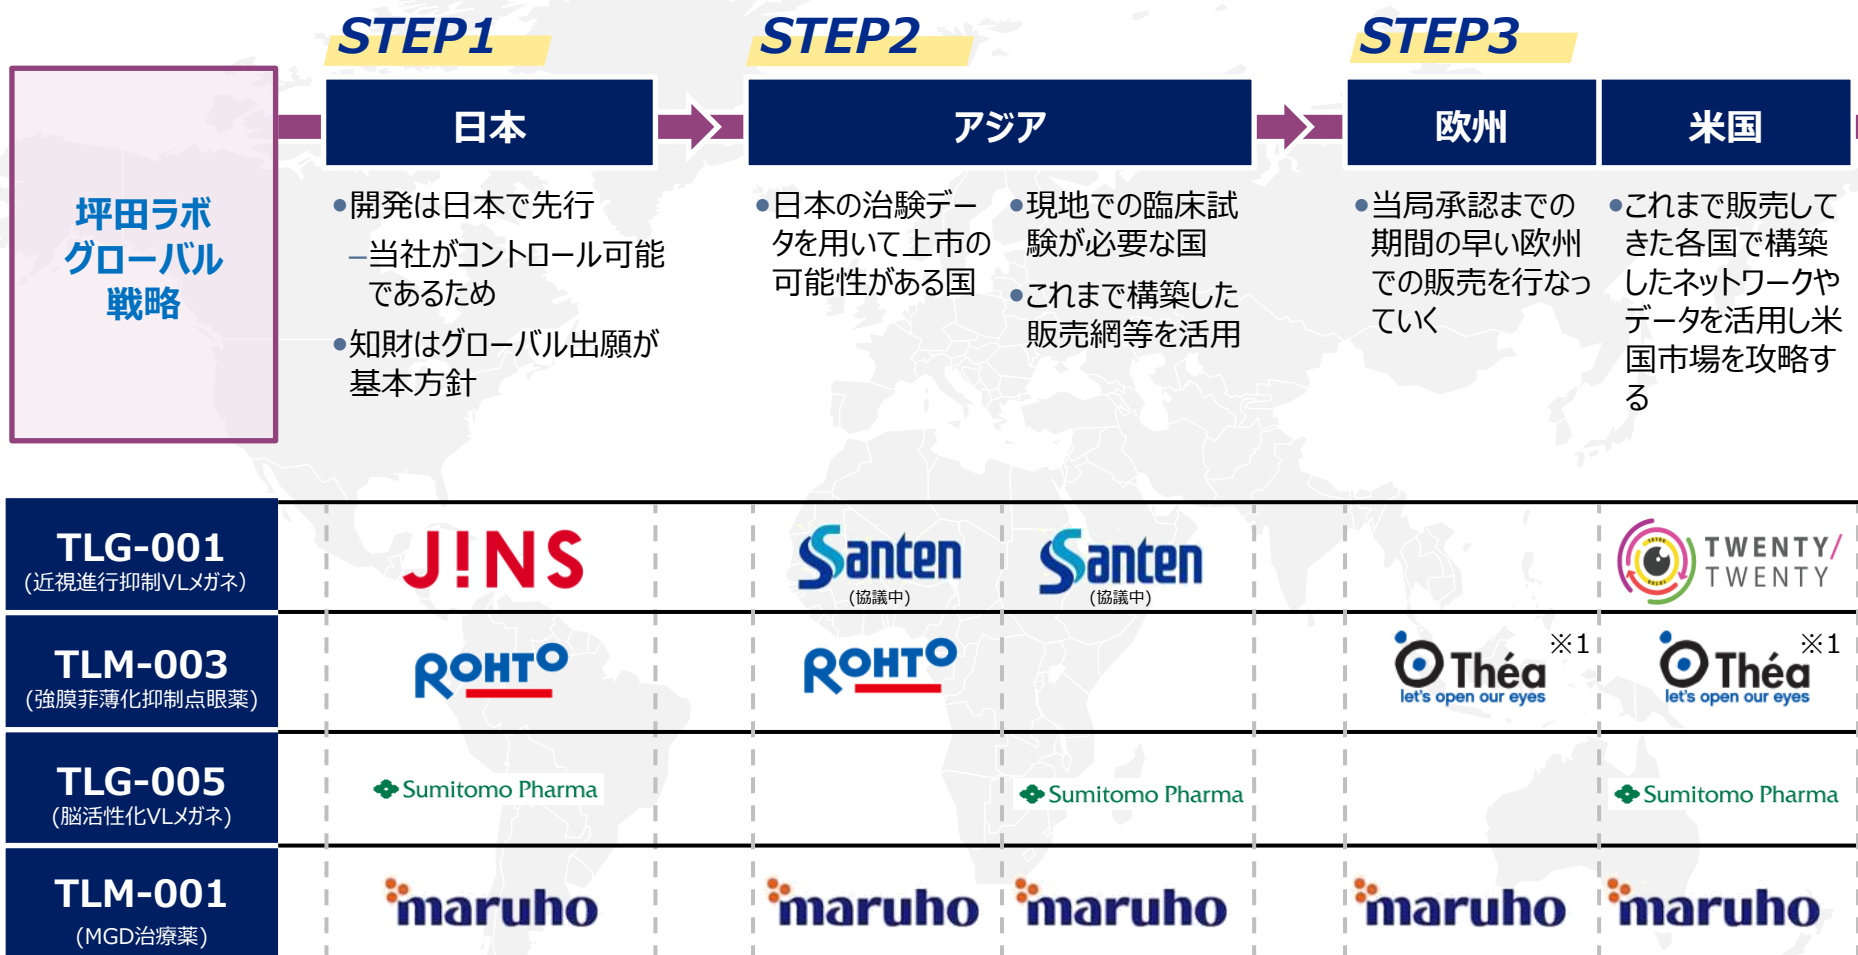 STEP1
STEP2
STEP3
坪田ラボ
グローバル
戦略
日本
アジア
欧州
米国
•開発は日本で先行
–当社がコントロール可能
であるため
•知財はグローバル出願が
基本方針
•日本の治験デー
タを用いて上市の
可能性がある国
•現地での臨床試
験が必要な国
•これまで構築した
販売網等を活用
•当局承認までの
期間の早い欧州
での販売を行なっ
ていく
•これまで販売して
きた各国で構築
したネットワークや
データを活用し米
国市場を攻略す
る
TLG-001
(近視進行抑制VLメガネ)
J!NS
Santen
(協議中)
Santen
(協議中)
TWENTY/
TWENTY
TLM-003
(強膜菲薄化抑制点眼薬)
ROHTO
ROHTO
Théa
let's open our eyes
※1
Théa
let's open our eyes
※1
TLG-005
(脳活性化VLメガネ)
Sumitomo Pharma
Sumitomo Pharma
Sumitomo Pharma
TLM-001
(MGD治療薬)
maruho
maruho
maruho
maruho
maruho